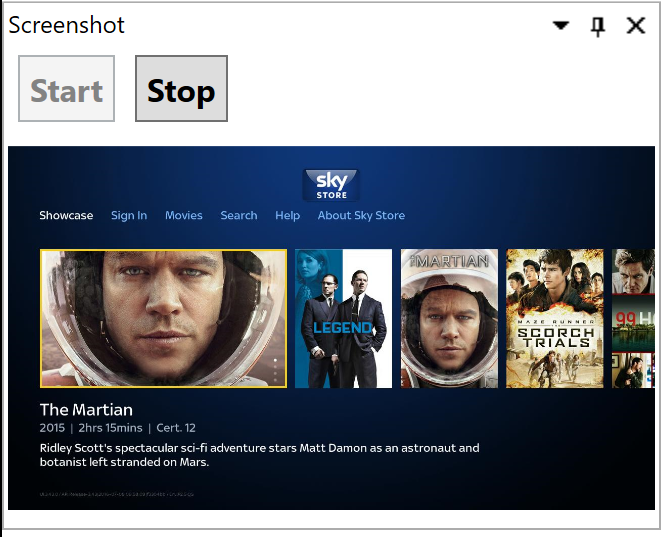 Screenshot
Start Stop
sky
STORE
Showcase Sign In Movies Search Help About Sky Store
LEGEND
THE MARTIAN
MAZE RUNNER
SCORCH
TRIALS
99
The Martian
2015 | 2hrs 15mins | Cert. 12
Ridley Scott's spectacular sci-fi adventure stars Matt Damon as an astronaut and
botanist left stranded on Mars.